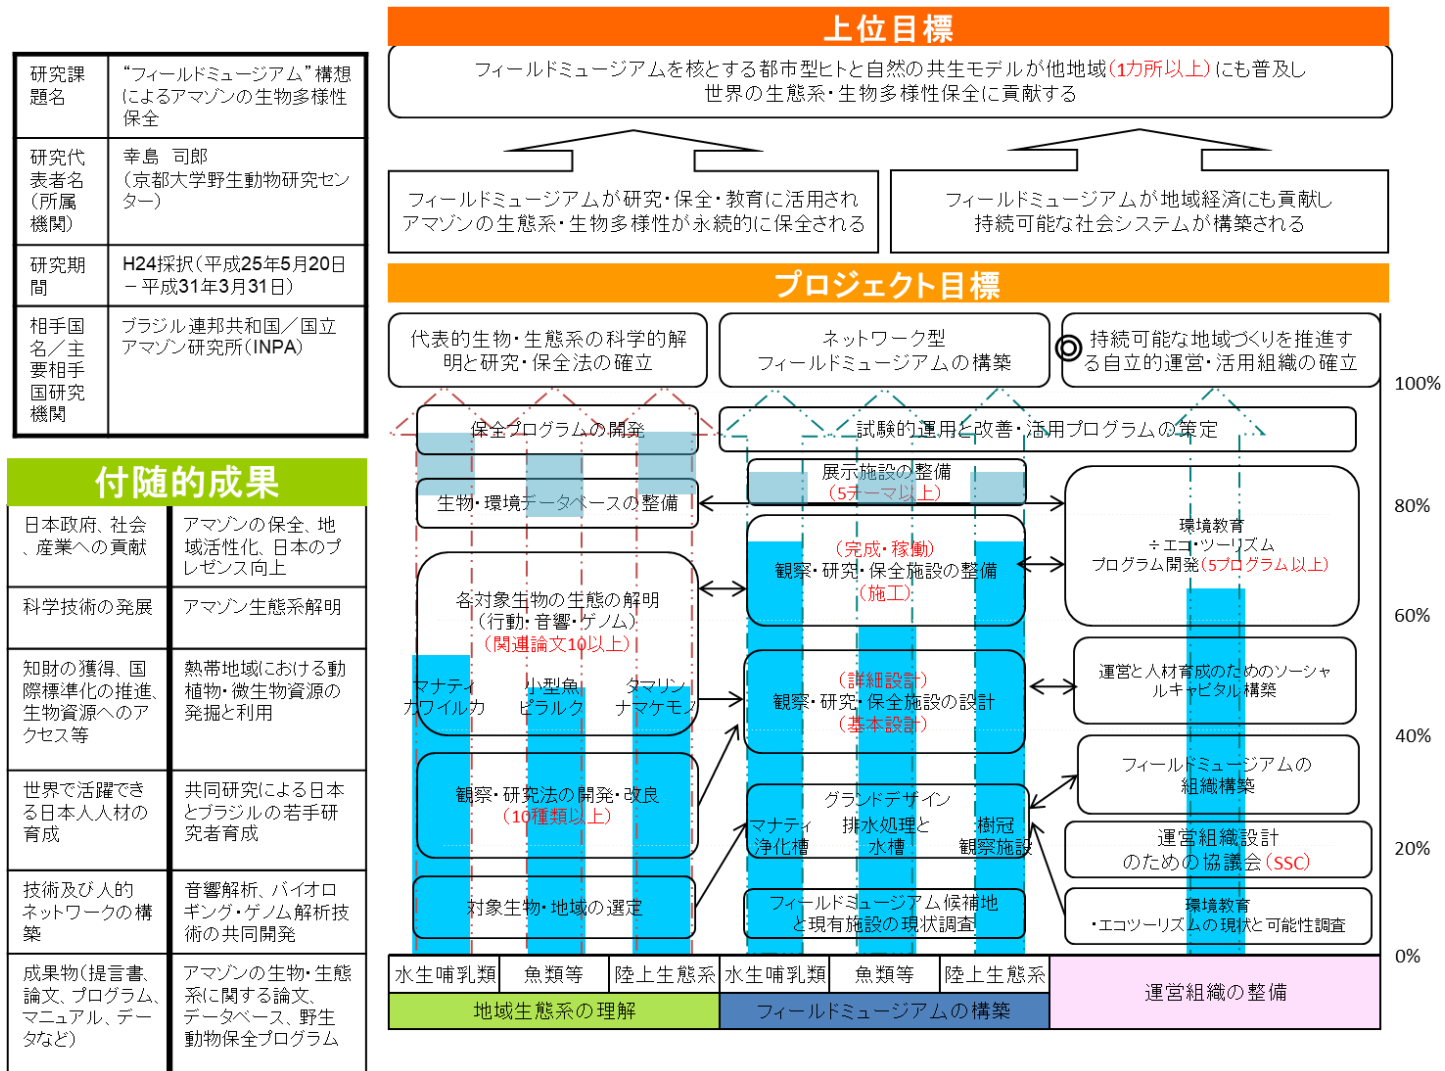 上位目標
フィールドミュージアムを核とする都市型ヒトと自然の共生モデルが他地域(1カ所以上)にも普及し
世界の生態系・生物多様性保全に貢献する
フィールドミュージアムが研究・保全・教育に活用され
アマゾンの生態系・生物多様性が永続的に保全される
フィールドミュージアムが地域経済にも貢献し
持続可能な社会システムが構築される
研究課
題名
“フィールドミュージアム”構想
によるアマゾンの生物多様性
保全
研究代
表者名
(所属
機関)
幸島 司郎
(京都大学野生動物研究セン
ター)
研究期
間
H24採択(平成25年5月20日
－平成31年3月31日)
相手国
名／主
要相手
国研究
機関
ブラジル連邦共和国／国立
アマゾン研究所(INPA)
付随的成果
日本政府、社会
、産業への貢献
アマゾンの保全、地
域活性化、日本のプ
レゼンス向上
科学技術の発展
アマゾン生態系解明
知財の獲得、国
際標準化の推進、
生物資源へのア
クセス等
熱帯地域における動
植物・微生物資源の
発掘と利用
世界で活躍でき
る日本人人材の
育成
共同研究による日本
とブラジルの若手研
究者育成
技術及び人的
ネットワークの構
築
音響解析、バイオロ
ギング・ゲノム解析技
術の共同開発
成果物(提言書、
論文、プログラム、
マニュアル、デー
タなど)
アマゾンの生物・生態
系に関する論文、
データベース、野生
動物保全プログラム
プロジェクト目標
代表的生物・生態系の科学的解
明と研究・保全法の確立
ネットワーク型
フィールドミュージアムの構築
◎ 持続可能な地域づくりを推進す
る自立的運営・活用組織の確立
100%
80%
60%
40%
20%
0%
保全プログラムの開発
生物・環境データベースの整備
各対象生物の生態の解明
(行動・音響・ゲノム)
(関連論文10以上)
マナティ
カワイルカ
小型魚
ピラルク
タマリン
ナマケモノ
観察・研究法の開発・改良
(10種類以上)
対象生物・地域の選定
試験的運用と改善・活用プログラムの策定
展示施設の整備
(5テーマ以上)
(完成・稼働)
観察・研究・保全施設の整備
(施工)
(詳細設計)
観察・研究・保全施設の設計
(基本設計)
グランドデザイン
マナティ
浄化槽
排水処理と
水槽
樹冠
観察施設
フィールドミュージアム候補地
と現有施設の現状調査
環境教育
＋エコ・ツーリズム
プログラム開発(5プログラム以上)
運営と人材育成のためのソーシャ
ルキャピタル構築
フィールドミュージアムの
組織構築
運営組織設計
のための協議会(SSC)
環境教育
・エコツーリズムの現状と可能性調査
水生哺乳類
魚類等
陸上生態系
水生哺乳類
魚類等
陸上生態系
地域生態系の理解
フィールドミュージアムの構築
運営組織の整備